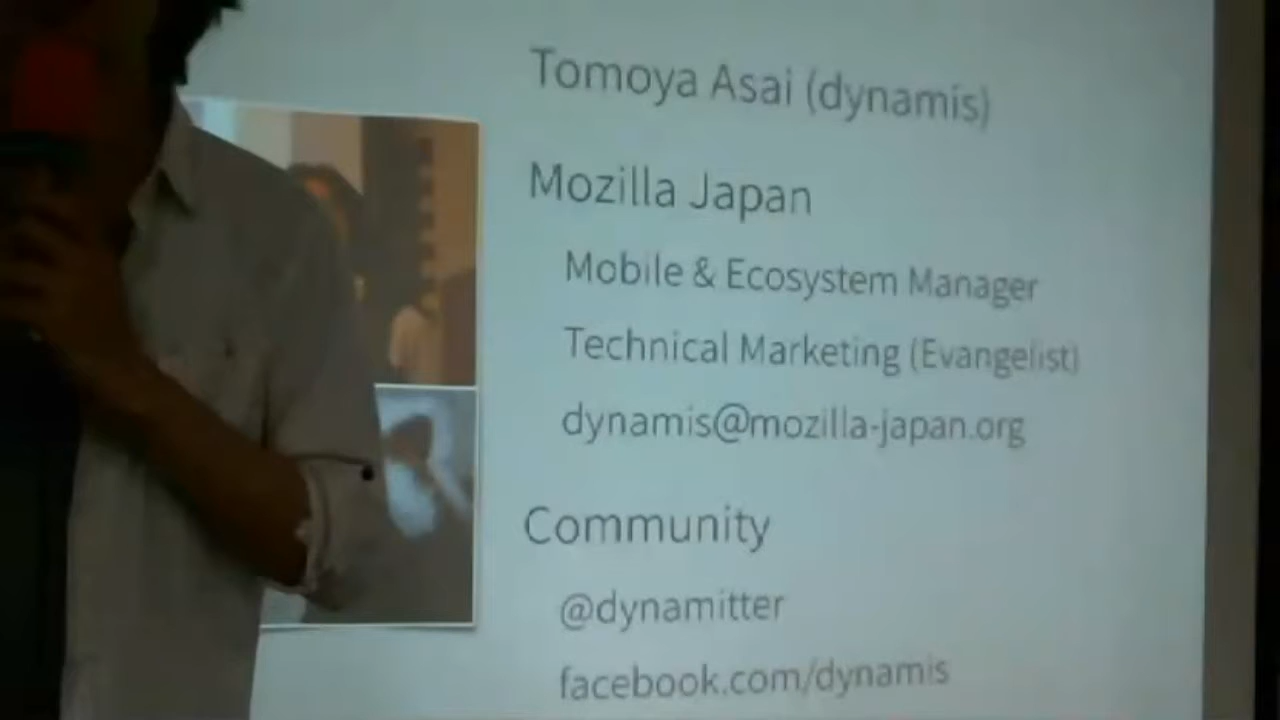 Tomoya Asai (dynamis)
Mozilla Japan
Mobile & Ecosystem Manager
Technical Marketing (Evangelist)
dynamis@mozilla-japan.org
Community
@dynamitter
facebook.com/dynamis